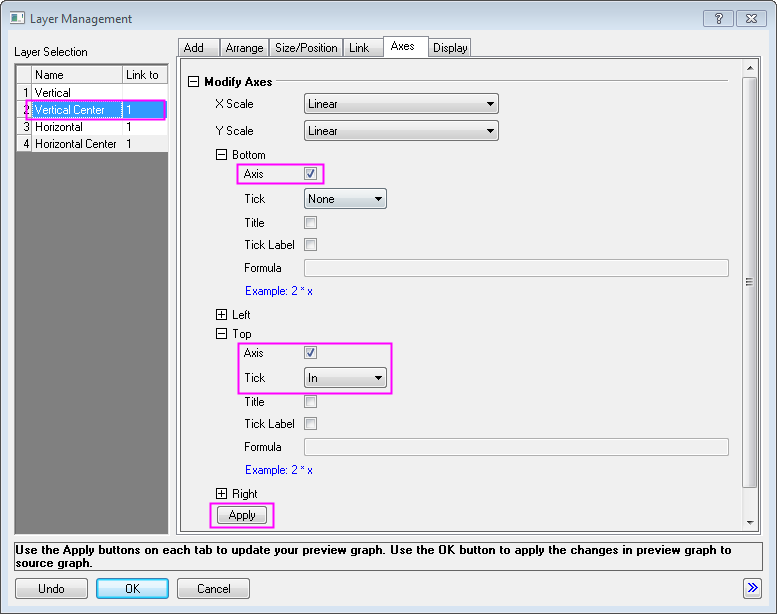 Layer Management
?
Layer Selection
Add Arrange Size/Position Link Axes Display
Name Link to
1 Vertical
2 Vertical Center 1
3 Horizontal 1
4 Horizontal Center 1
Modify Axes
X Scale Linear
Y Scale Linear
Bottom
Axis
Tick None
Title
Tick Label
Formula
Example: 2 * x
Left
Top
Axis
Tick In
Title
Tick Label
Formula
Example: 2 * x
Right
Apply
Use the Apply buttons on each tab to update your preview graph. Use the OK button to apply the changes in preview graph to
source graph.
Undo OK Cancel